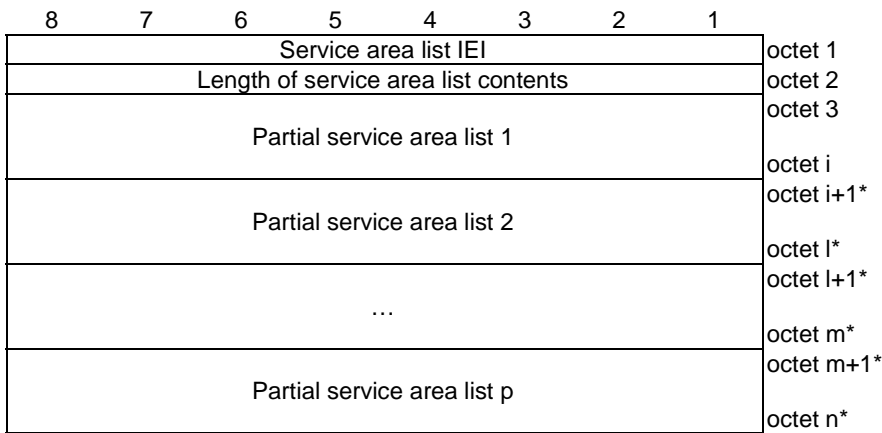 8 7 6 5 4 3 2 1
Service area list IEI octet 1
Length of service area list contents octet 2
octet 3
Partial service area list 1
octet i
octet i+1*
Partial service area list 2
octet l*
octet l+1*
…
octet m*
octet m+1*
Partial service area list p
octet n*